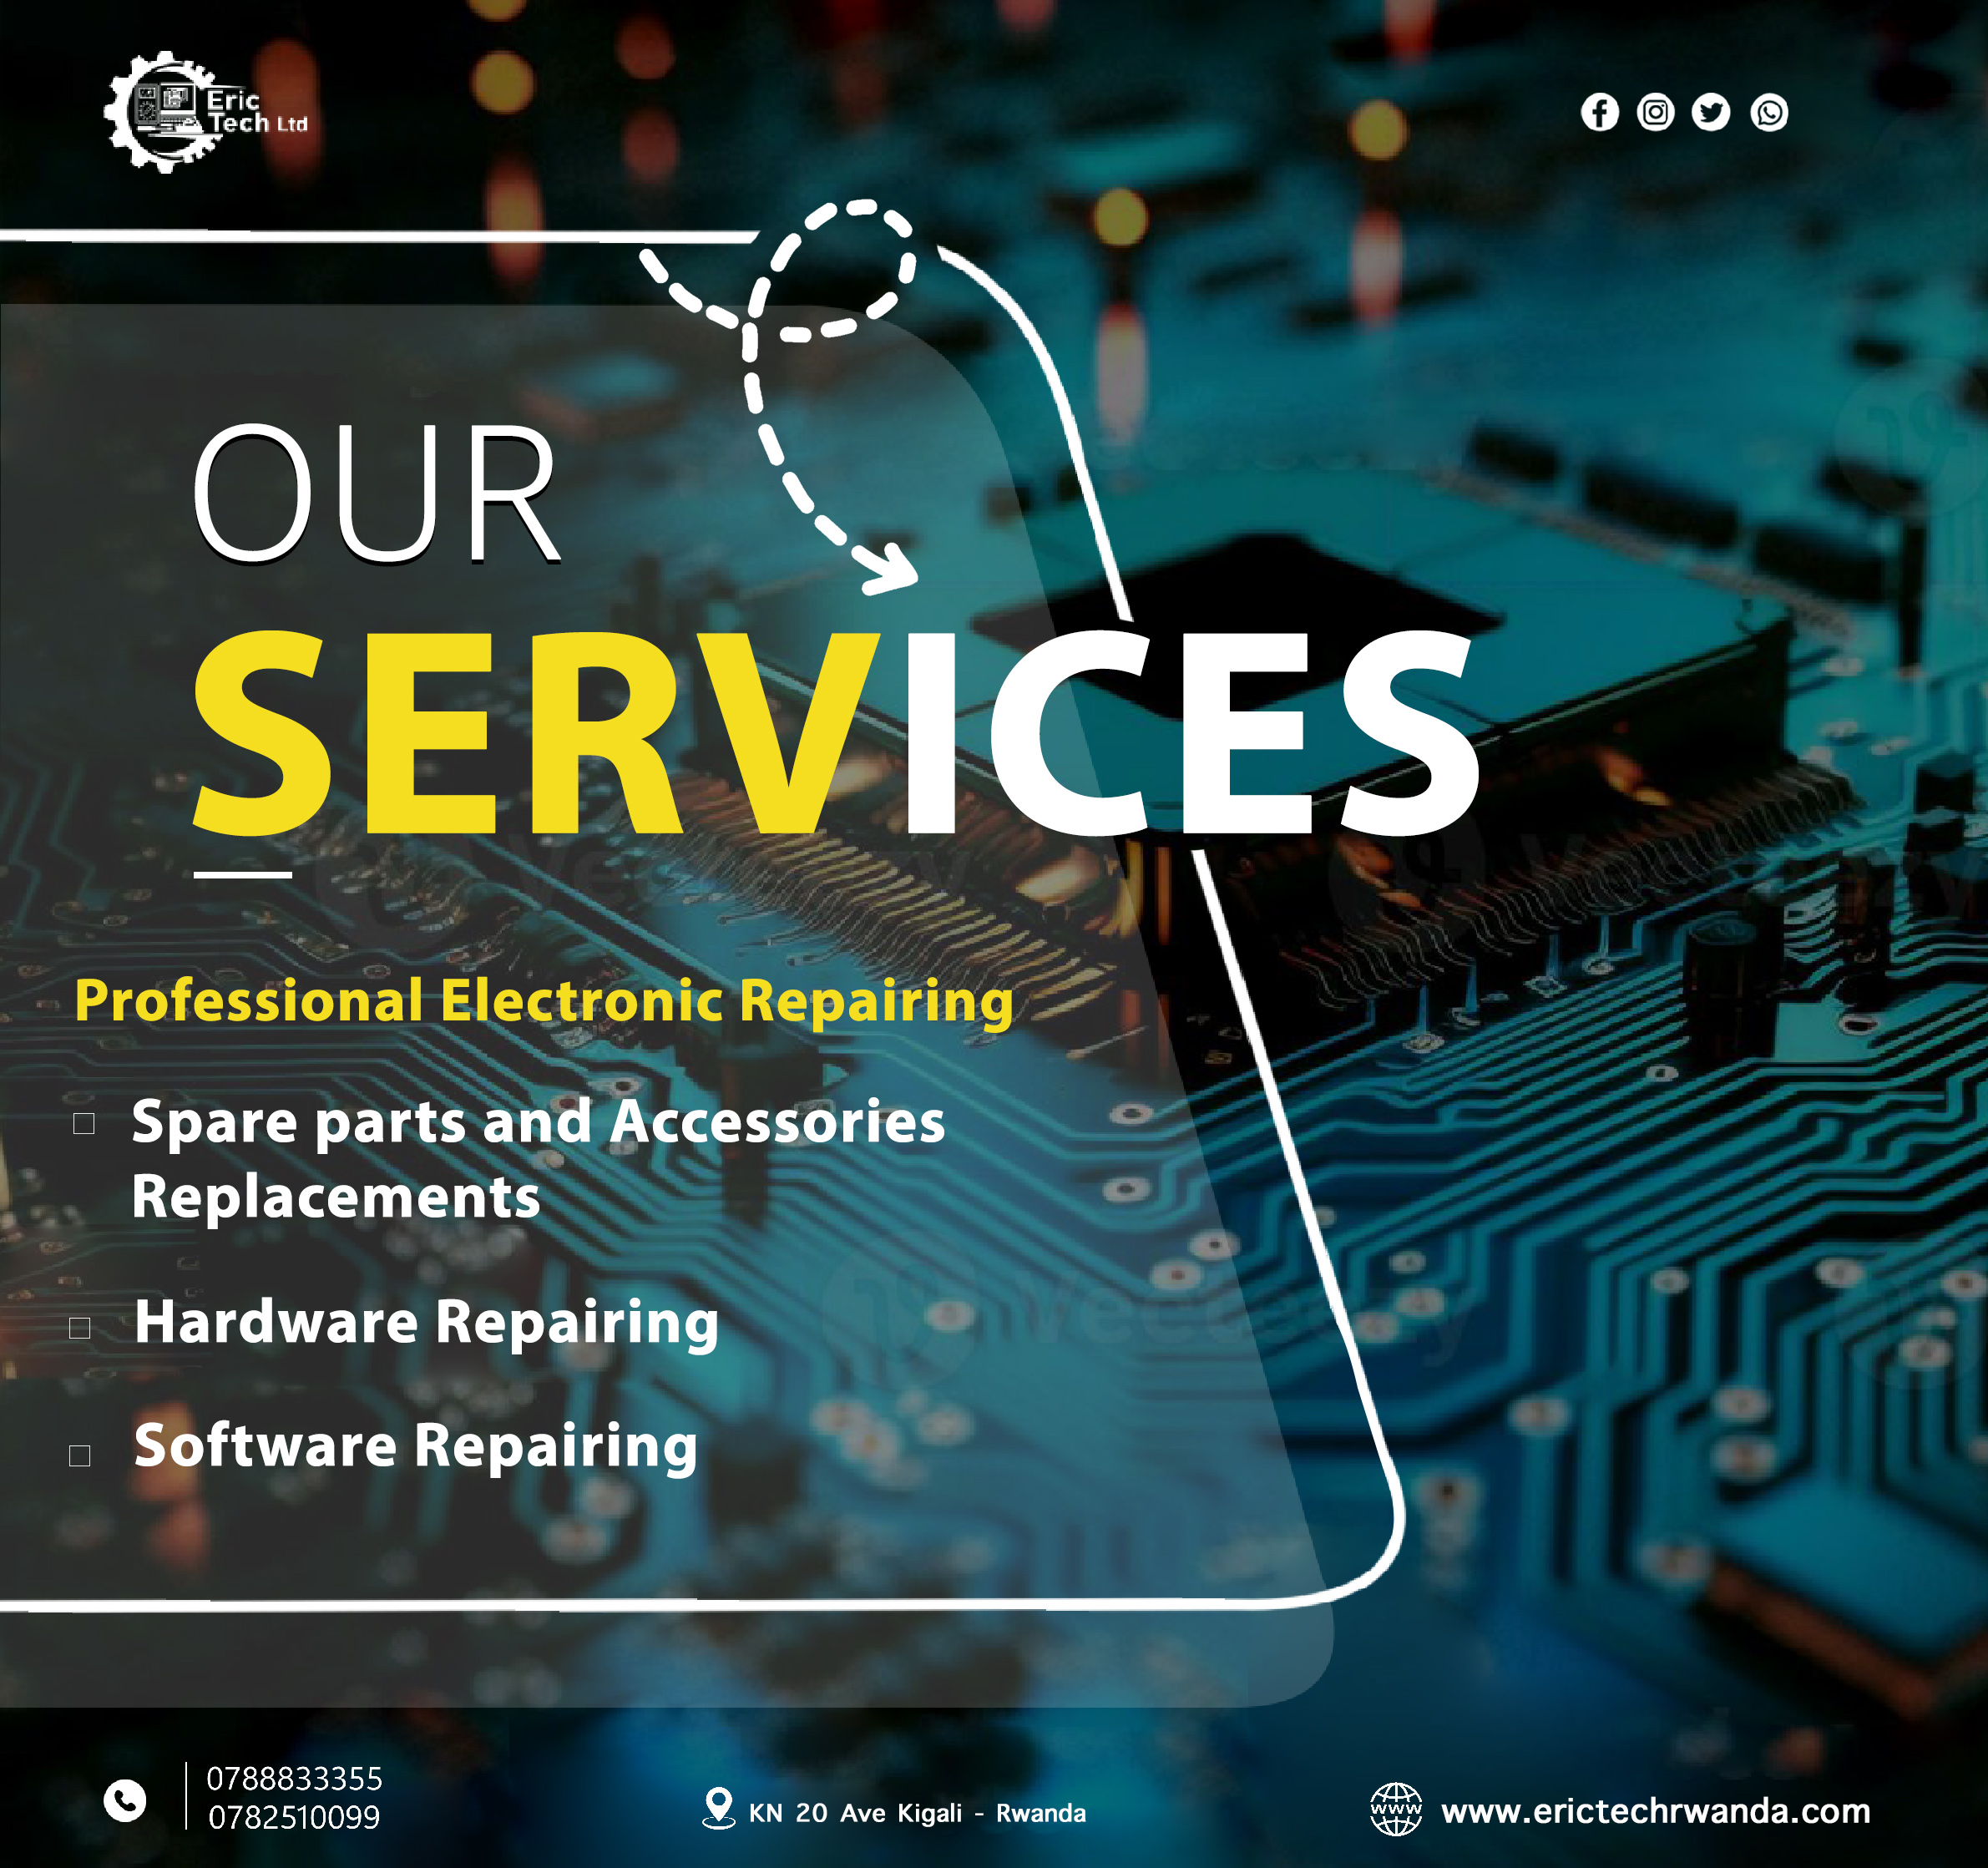 Eric
Tech Ltd
OUR
SERVICES
Professional Electronic Repairing
Spare parts and Accessories
Replacements
Hardware Repairing
Software Repairing
0788833355
0782510099
KN 20 Ave Kigali - Rwanda
www
www.erictechrwanda.com